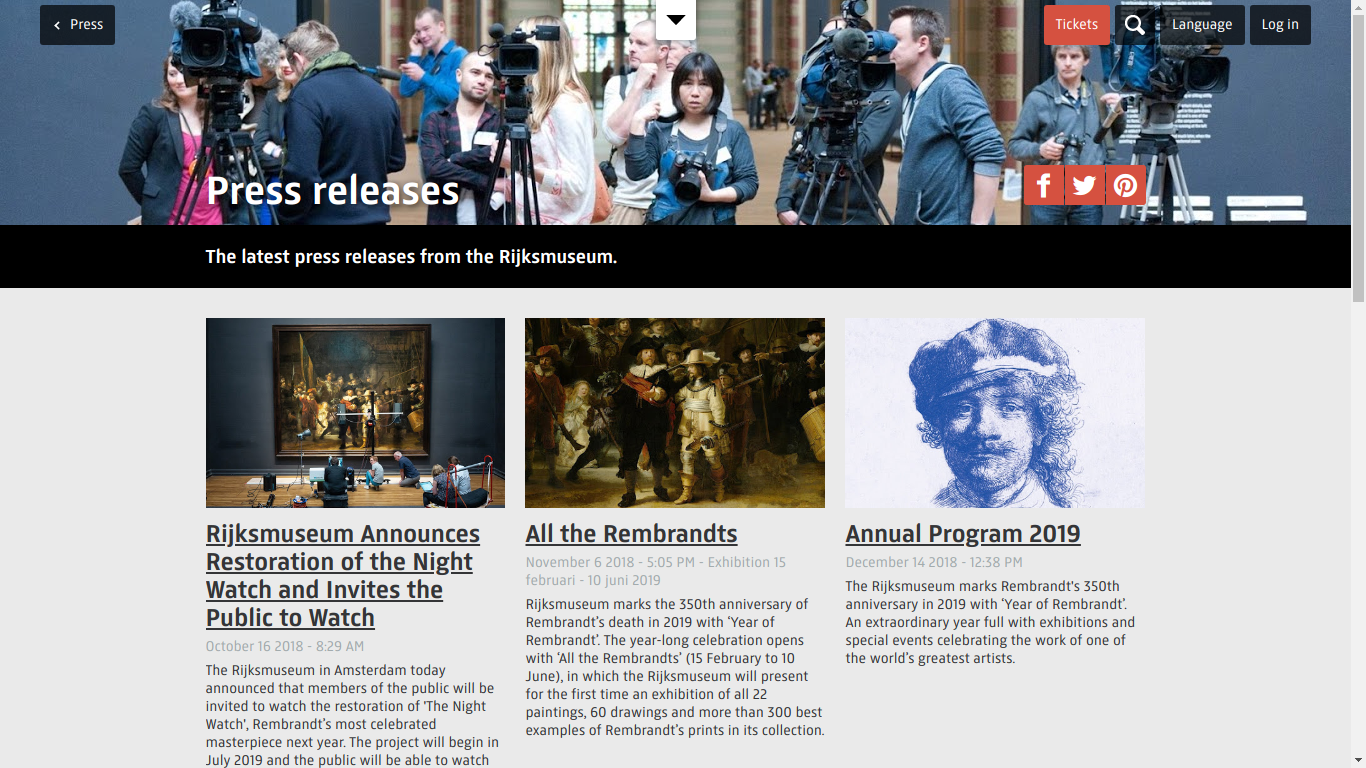 Press
Tickets
Language
Log in
Press releases
The latest press releases from the Rijksmuseum.
Rijksmuseum Announces
Restoration of the Night
Watch and Invites the
Public to Watch
October 16 2018 - 8:29 AM
The Rijksmuseum in Amsterdam today
announced that members of the public will be
invited to watch the restoration of 'The Night
Watch', Rembrandt’s most celebrated
masterpiece next year. The project will begin in
July 2019 and the public will be able to watch
All the Rembrandts
November 6 2018 - 5:05 PM - Exhibition 15
februari - 10 juni 2019
Rijksmuseum marks the 350th anniversary of
Rembrandt’s death in 2019 with ‘Year of
Rembrandt’. The year-long celebration opens
with ‘All the Rembrandts’ (15 February to 10
June), in which the Rijksmuseum will present
for the first time an exhibition of all 22
paintings, 60 drawings and more than 300 best
examples of Rembrandt’s prints in its collection.
Annual Program 2019
December 14 2018 - 12:38 PM
The Rijksmuseum marks Rembrandt's 350th
anniversary in 2019 with ‘Year of Rembrandt’.
An extraordinary year full with exhibitions and
special events celebrating the work of one of
the world’s greatest artists.